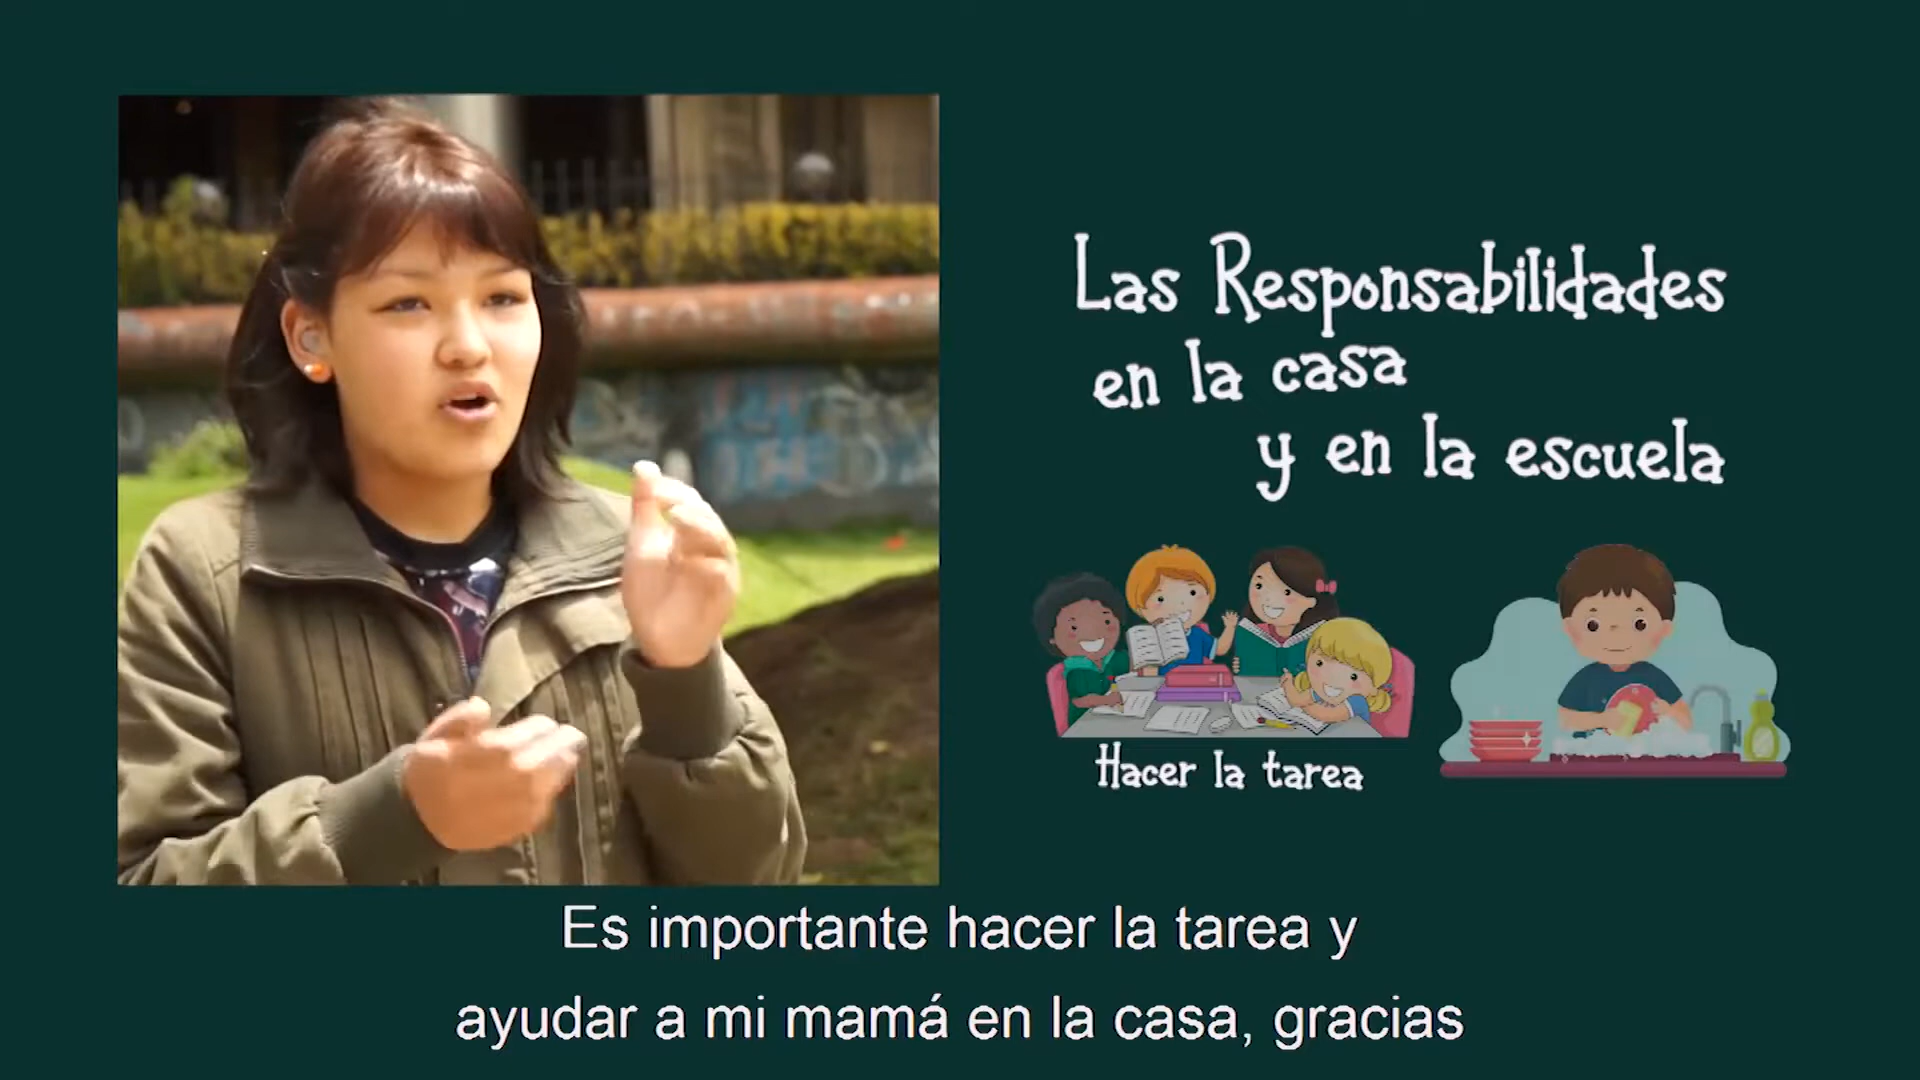 Las Responsabilidades
en la casa
y en la escuela
Hacer la tarea
Es importante hacer la tarea y
ayudar a mi mamá en la casa, gracias